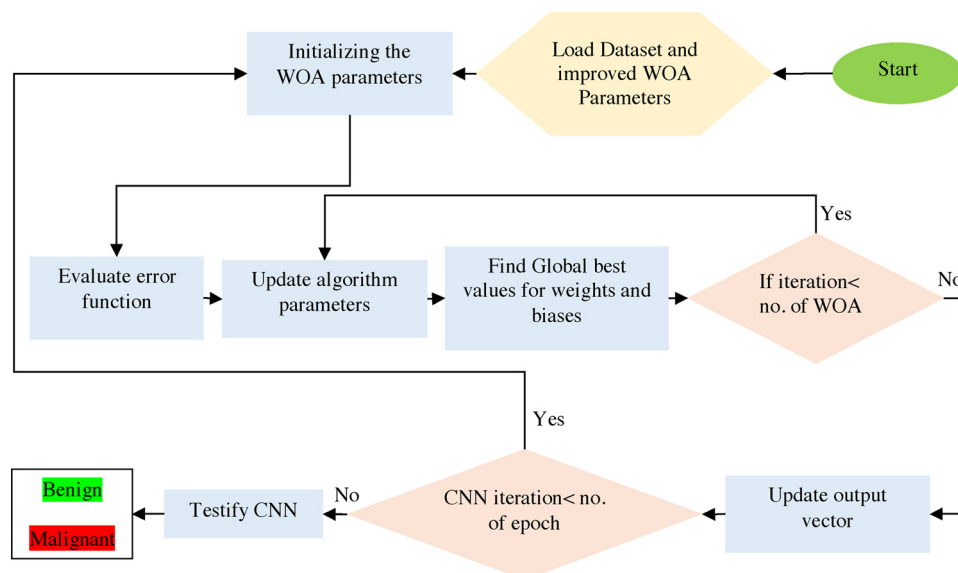 Start
Load Dataset and
improved WOA
Parameters
Initializing the
WOA parameters
Evaluate error
function
Update algorithm
parameters
Find Global best
values for weights and
biases
If iteration<
no. of WOA
Yes
No
Update output
vector
CNN iteration< no.
of epoch
Yes
No
Testify CNN
Benign
Malignant